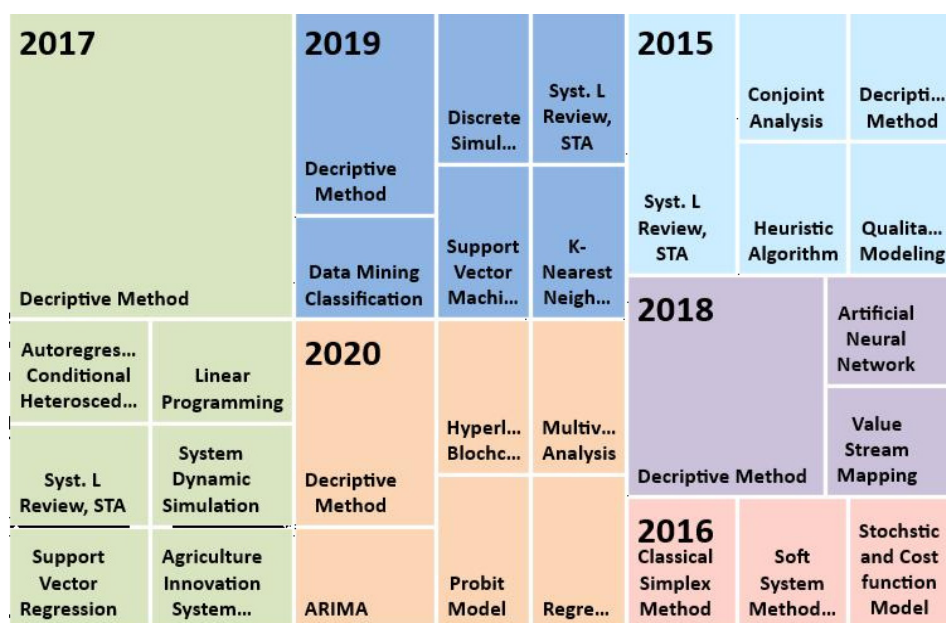 2017
Decriptive Method
Autoregres...
Conditional
Heterosced...
Linear
Programming
Syst. L
Review, STA
System
Dynamic
Simulation
Support
Vector
Regression
Agriculture
Innovation
System...
2019
Decriptive
Method
Discrete
Simul...
Syst. L
Review,
STA
Data Mining
Classification
Support
Vector
Machi...
K-
Nearest
Neigh...
2020
Decriptive
Method
Hyperl...
Blochc...
Multiv...
Analysis
ARIMA
Probit
Model
Regre...
2015
Syst. L
Review,
STA
Conjoint
Analysis
Decripti...
Method
Heuristic
Algorithm
Qualita...
Modeling
2018
Decriptive Method
Artificial
Neural
Network
Value
Stream
Mapping
2016
Classical
Simplex
Method
Soft
System
Method...
Stochstic
and Cost
function
Model